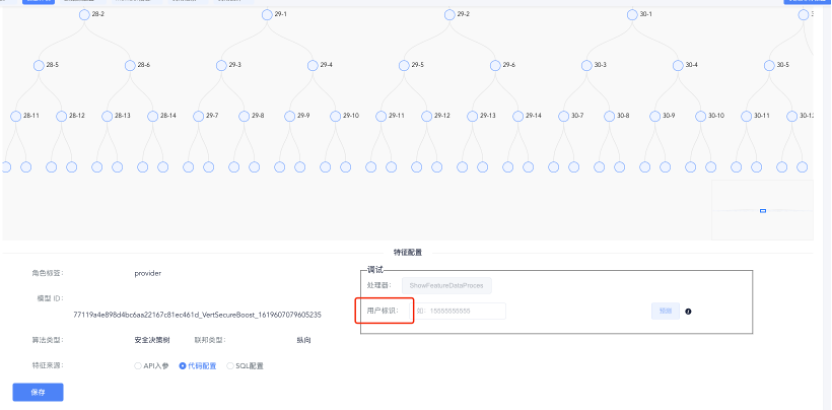 28-2 29-1 29-2 30-1
28-5 28-6 29-3 29-4 29-5 29-6 30-3 30-4 30-5
28-11 28-12 28-13 28-14 29-7 29-8 29-9 29-10 29-11 29-12 29-13 29-14 30-7 30-8 30-9 30-10 30-11
特征配置
角色标签: provider
模型 ID:
77119a4e898d4bc6aa22167c81ec461d_VertSecureBoost_1619607079605235
算法类型: 安全决策树 联邦类型: 纵向
特征来源: API入参 代码配置 SQL配置
保存
调试
处理器: ShowFeatureDataProces
用户标识: 如: 15555555555 预测